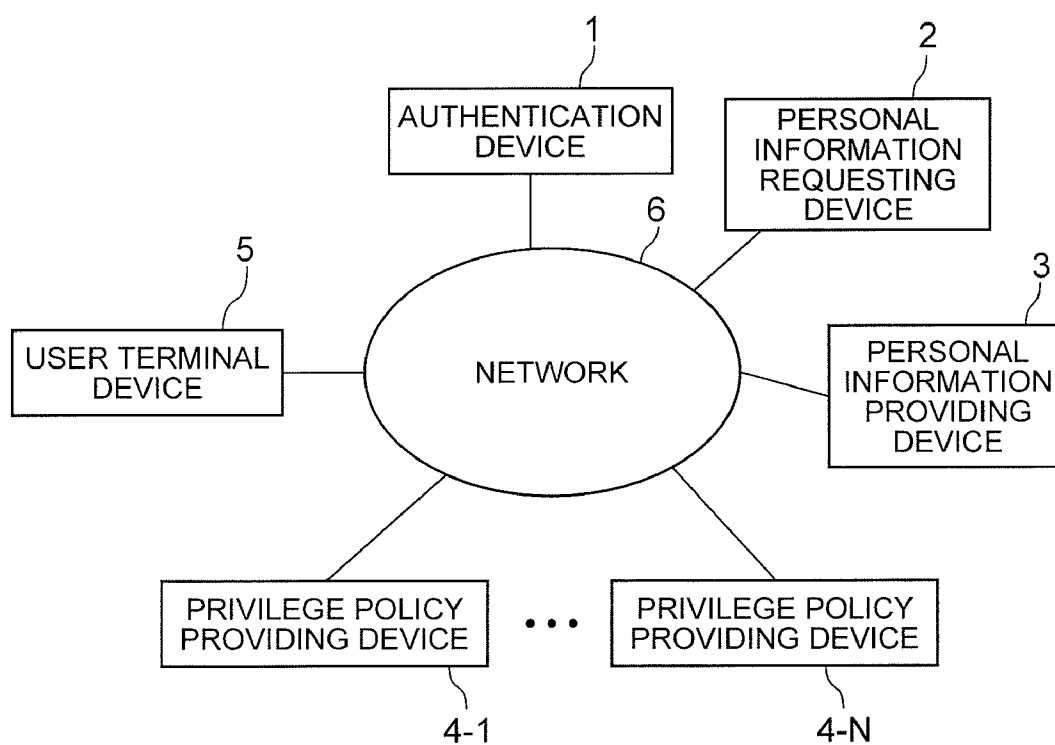 1
AUTHENTICATION
DEVICE
2
PERSONAL
INFORMATION
REQUESTING
DEVICE
6
5
USER TERMINAL
DEVICE
NETWORK
3
PERSONAL
INFORMATION
PROVIDING
DEVICE
PRIVILEGE POLICY
PROVIDING DEVICE
4-1
•••
PRIVILEGE POLICY
PROVIDING DEVICE
4-N